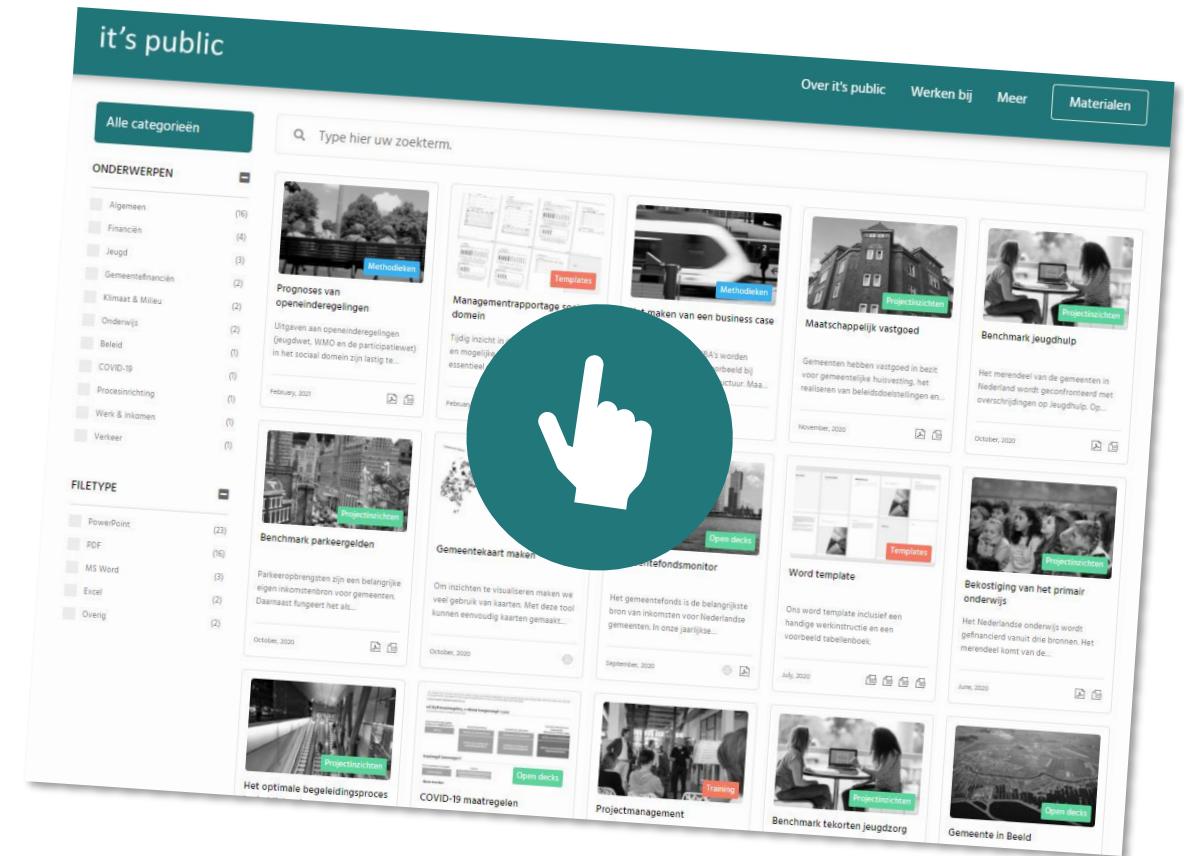 it's public
Over it's public
Werken bij
Meer
Materialen
Alle categorieën
Type hier uw zoekterm.
ONDERWERPEN
Algemeen (16)
Financiën (4)
Jeugd (3)
Gemeentefinanciën (2)
Klimaat & Milieu (2)
Onderwijs (2)
Beleid (1)
COVID-19 (1)
Procesinrichting (1)
Werk & Inkomen (1)
Verkeer (1)
FILETYPE
PowerPoint (23)
PDF (16)
MS Word (3)
Excel (2)
Overig (2)
Methodieken
Prognoses van
openeinderegelingen
Uitgaven aan openeinderegelingen
(jeugdwet, WMO en de participatiewet)
in het sociaal domein zijn lastig te...
February, 2021
Templates
Managementrapportage
domein
Tijdig inzicht in
en mogelijke
essentieel
Methodieken
maken van een business case
worden
bij
Maa...
Projectinzichten
Maatschappelijk vastgoed
Gemeenten hebben vastgoed in bezit
voor gemeentelijke huisvesting, het
realiseren van beleidsdoelstellingen en...
November, 2020
Projectinzichten
Benchmark jeugdhulp
Het merendeel van de gemeenten in
Nederland wordt geconfronteerd met
overschrijdingen op Jeugdhulp. Op...
October, 2020
Projectinzichten
Benchmark parkeergelden
Parkeeropbrengsten zijn een belangrijke
eigen inkomstenbron voor gemeenten.
Daarnaast fungeert het als...
October, 2020
Gemeentekaart maken
Om inzichten te visualiseren maken we
veel gebruik van kaarten. Met deze tool
kunnen eenvoudig kaarten gemaakt...
October, 2020
Open decks
Het gemeentefonds is de belangrijkste
bron van inkomsten voor Nederlandse
gemeenten. In onze jaarlijkse...
September, 2020
Templates
Word template
Ons word template inclusief een
handige werkinstructie en een
voorbeeld tabellenboek.
July, 2020
Projectinzichten
Bekostiging van het primair
onderwijs
Het Nederlandse onderwijs wordt
gefinancierd vanuit drie bronnen. Het
merendeel komt van de...
June, 2020
Projectinzichten
Het optimale begeleidingsproces
Open decks
COVID-19 maatregelen
Training
Projectmanagement
Projectinzichten
Benchmark tekorten jeugdzorg
Open decks
Gemeente in Beeld